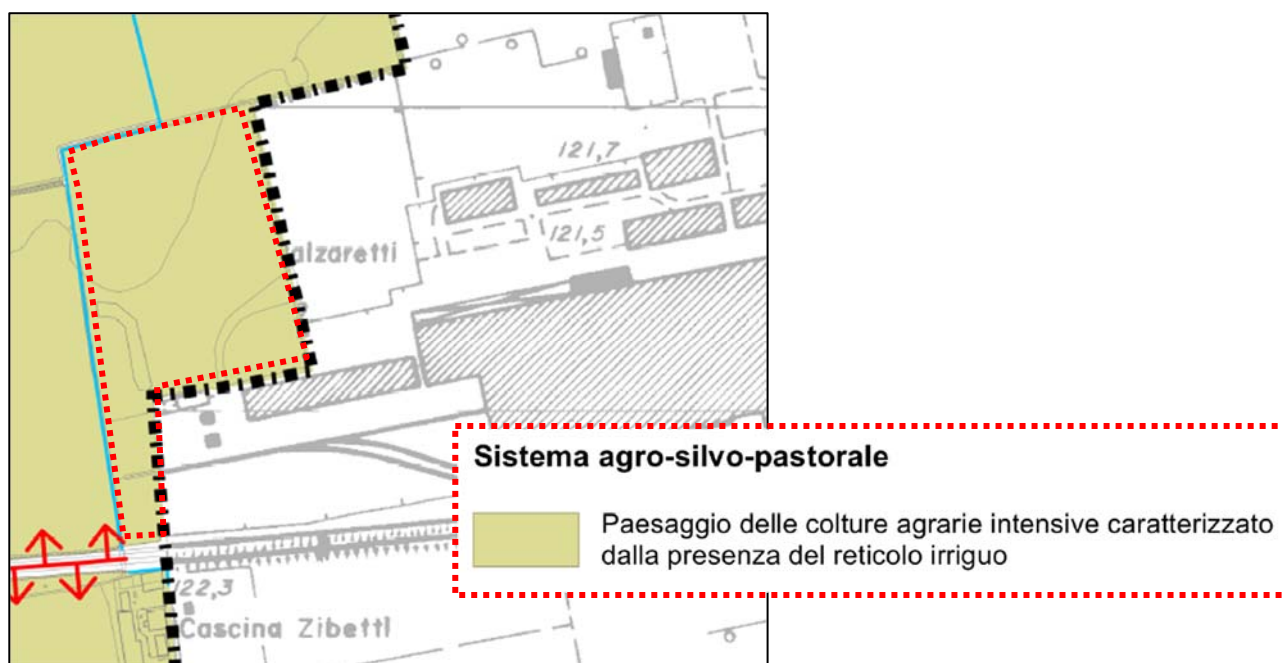 121,7
121,5
alzaretti
Sistema agro-silvo-pastorale
Paesaggio delle colture agrarie intensive caratterizzato
dalla presenza del reticolo irriguo
122,3
Cascina Zibetti